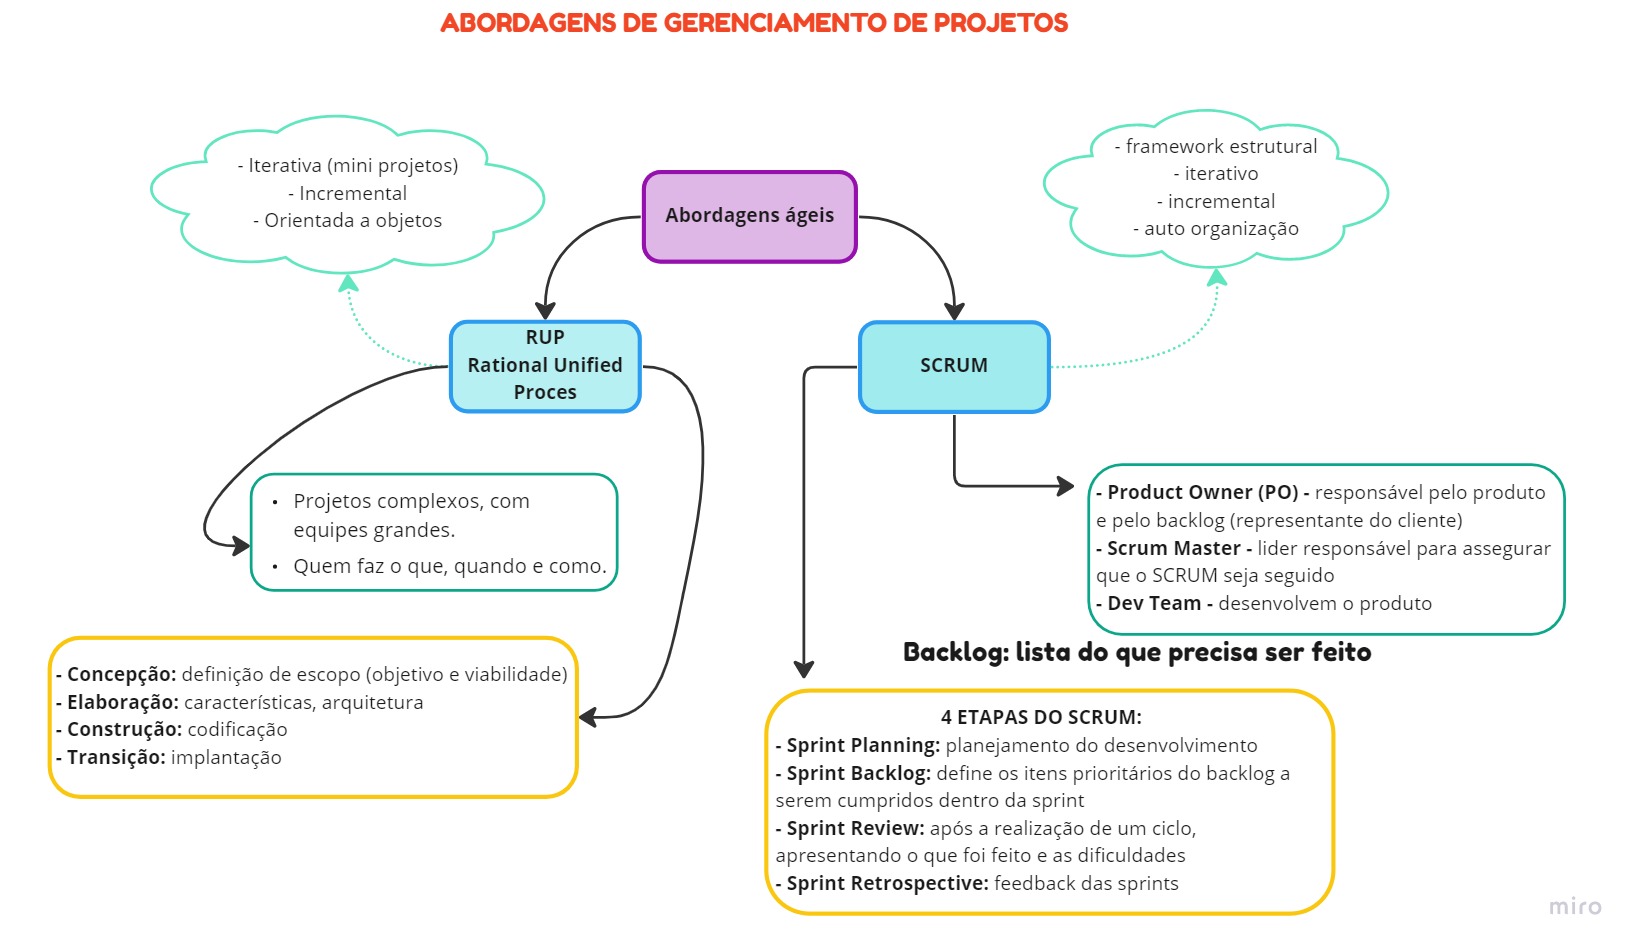 ABORDAGENS DE GERENCIAMENTO DE PROJETOS
- Iterativa (mini projetos)
- Incremental
- Orientada a objetos
Abordagens ágeis
- framework estrutural
- iterativo
- incremental
- auto organização
RUP
Rational Unified
Proces
SCRUM
• Projetos complexos, com
equipes grandes.
• Quem faz o que, quando e como.
- Product Owner (PO) - responsável pelo produto
e pelo backlog (representante do cliente)
- Scrum Master - lider responsável para assegurar
que o SCRUM seja seguido
- Dev Team - desenvolvem o produto
Backlog: lista do que precisa ser feito
- Concepção: definição de escopo (objetivo e viabilidade)
- Elaboração: características, arquitetura
- Construção: codificação
- Transição: implantação
4 ETAPAS DO SCRUM:
- Sprint Planning: planejamento do desenvolvimento
- Sprint Backlog: define os itens prioritários do backlog a
serem cumpridos dentro da sprint
- Sprint Review: após a realização de um ciclo,
apresentando o que foi feito e as dificuldades
- Sprint Retrospective: feedback das sprints
miro